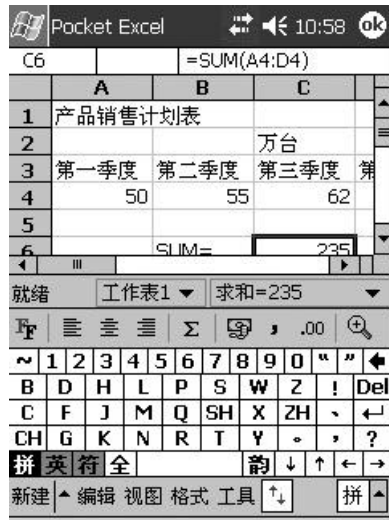 Pocket Excel 10:58 ok
C6 =SUM(A4:D4)
A B C
1 产品销售计划表
2 万台
3 第一季度 第二季度 第三季度 第
4 50 55 62
5
6 SUM= 235
就绪 工作表1 求和=235
FF Σ , .00
~ 1 2 3 4 5 6 7 8 9 0 “ ”
B D H L P S W Z ! Del
C F J M Q SH X ZH 、
CH G K N R T Y 。 , ?
拼 英 符 全 韵 ↓ ↑ ← →
新建 编辑 视图 格式 工具 拼